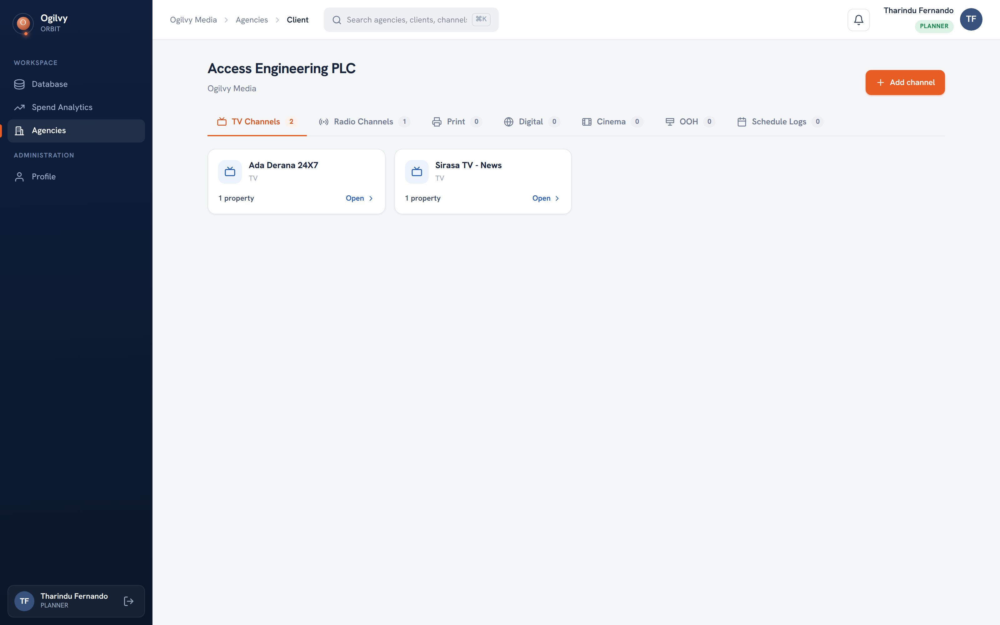 O
Ogilvy
ORBIT
WORKSPACE
Database
Spend Analytics
Agencies
ADMINISTRATION
Profile
TF
Tharindu Fernando
PLANNER
Ogilvy Media
Agencies
Client
Search agencies, clients, channels
⌘K
Tharindu Fernando
PLANNER
TF
Access Engineering PLC
Ogilvy Media
Add channel
TV Channels 2
Radio Channels 1
Print 0
Digital 0
Cinema 0
OOH 0
Schedule Logs 0
Ada Derana 24X7
TV
1 property
Open
Sirasa TV - News
TV
1 property
Open